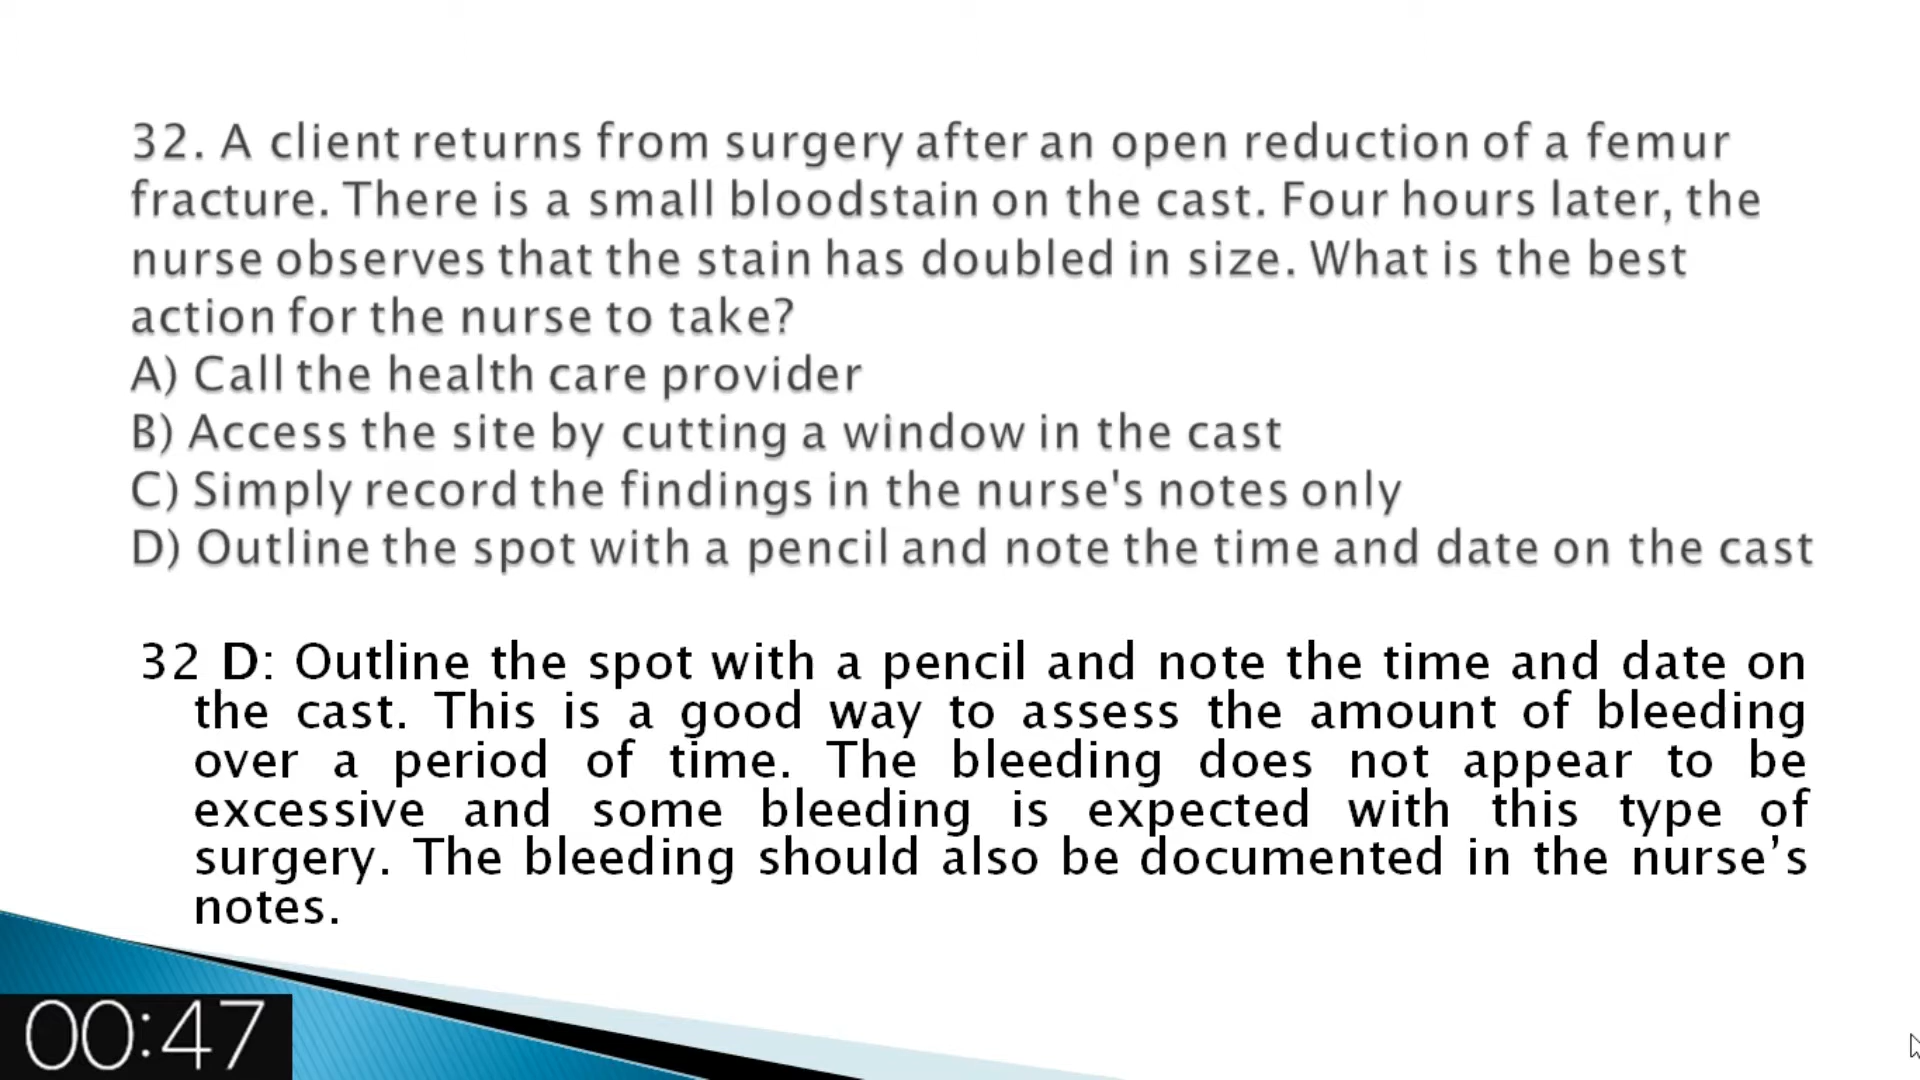 32. A client returns from surgery after an open reduction of a femur
fracture. There is a small bloodstain on the cast. Four hours later, the
nurse observes that the stain has doubled in size. What is the best
action for the nurse to take?
A) Call the health care provider
B) Access the site by cutting a window in the cast
C) Simply record the findings in the nurse's notes only
D) Outline the spot with a pencil and note the time and date on the cast
32 D: Outline the spot with a pencil and note the time and date on
the cast. This is a good way to assess the amount of bleeding
over a period of time. The bleeding does not appear to be
excessive and some bleeding is expected with this type of
surgery. The bleeding should also be documented in the nurse’s
notes.
00:47